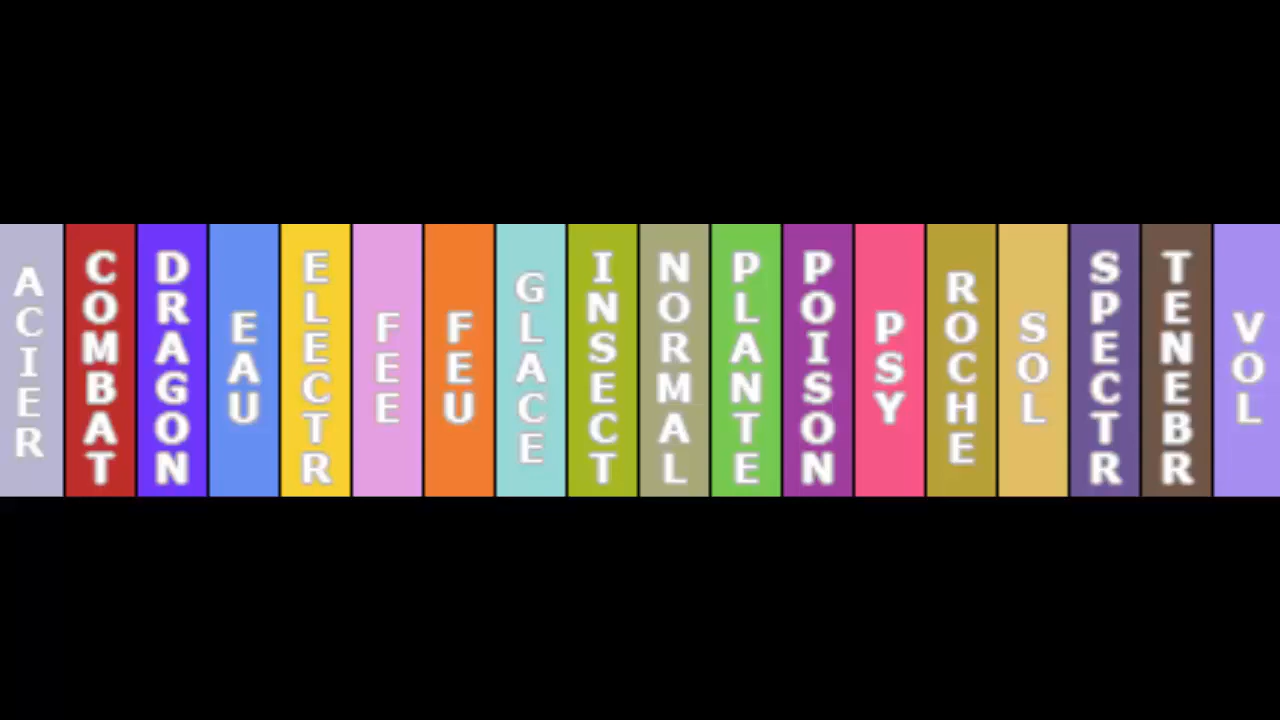 ACIER
COMBAT
DRAGON
EAU
ELECTR
FEE
FEU
GLACE
INSECT
NORMAL
PLANTE
POISON
PSY
ROCHE
SOL
SPECTR
TENEBR
VOL